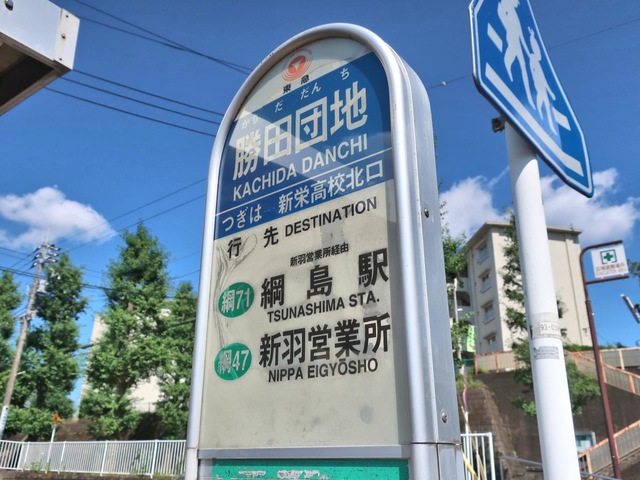 東急
かちだだんち
勝田団地
KACHIDA DANCHI
つぎは 新栄高校北口
行先 DESTINATION
新羽営業所経由
綱71 綱島駅
TSUNASHIMA STA.
綱47 新羽営業所
NIPPA EIGYŌSHO